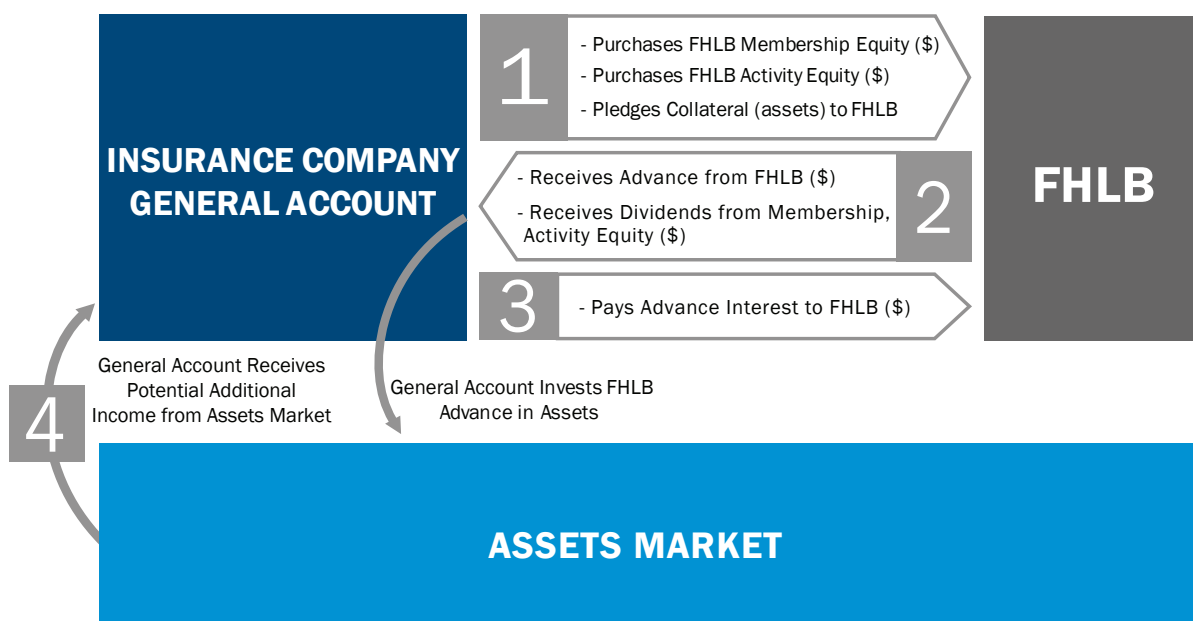 INSURANCE COMPANY
GENERAL ACCOUNT
1
- Purchases FHLB Membership Equity ($)
- Purchases FHLB Activity Equity ($)
- Pledges Collateral (assets) to FHLB
- Receives Advance from FHLB ($)
- Receives Dividends from Membership,
Activity Equity ($)
2
3
- Pays Advance Interest to FHLB ($)
FHLB
4
General Account Receives
Potential Additional
Income from Assets Market
General Account Invests FHLB
Advance in Assets
ASSETS MARKET